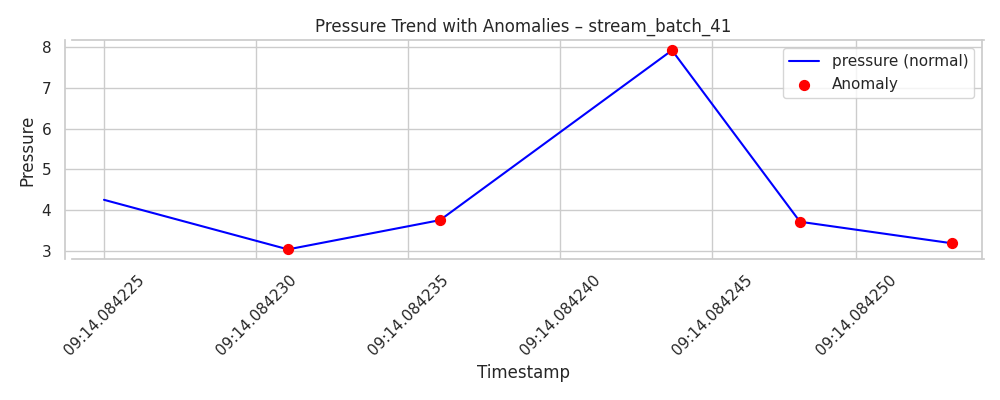 Pressure Trend with Anomalies – stream_batch_41
pressure (normal)
Anomaly
Pressure
8
7
6
5
4
3
09:14.084225
09:14.084230
09:14.084235
09:14.084240
09:14.084245
09:14.084250
Timestamp